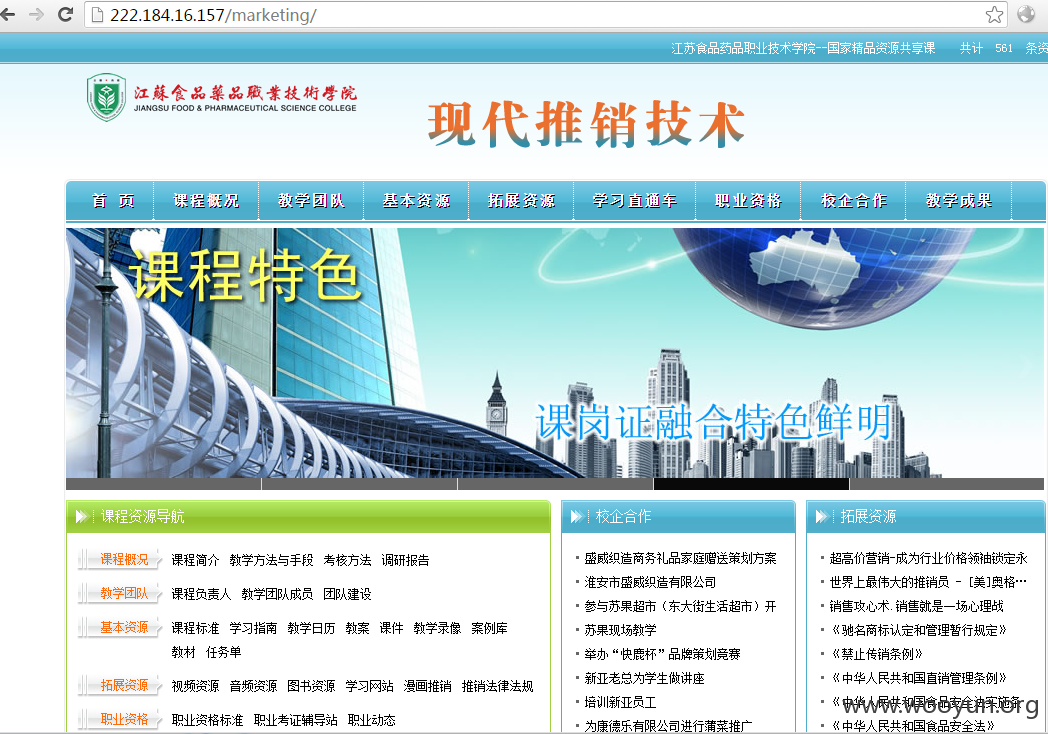 222.184.16.157/marketing/
江苏食品药品职业技术学院--国家精品资源共享课 共计 561 条资
江蘇食品藥品職業技術學院
JIANGSU FOOD & PHARMACEUTICAL SCIENCE COLLEGE
现代推销技术
首 页 课程概况 教学团队 基本资源 拓展资源 学习直通车 职业资格 校企合作 教学成果
课程特色
课岗证融合特色鲜明
课程资源导航
课程概况 课程简介 教学方法与手段 考核方法 调研报告
教学团队 课程负责人 教学团队成员 团队建设
基本资源 课程标准 学习指南 教学日历 教案 课件 教学录像 案例库
教材 任务单
拓展资源 视频资源 音频资源 图书资源 学习网站 漫画推销 推销法律法规
职业资格 职业资格标准 职业考证辅导站 职业动态
校企合作
盛威织造商务礼品家庭赠送策划方案
淮安市盛威织造有限公司
参与苏果超市（东大街生活超市）开
苏果现场教学
举办“快鹿杯”品牌策划竞赛
新亚老总为学生做讲座
培训新亚员工
为康德乐有限公司进行蒲菜推广
拓展资源
超高价营销-成为行业价格领袖锁定永
世界上最伟大的推销员 - [美]奥格…
销售攻心术.销售就是一场心理战
《驰名商标认定和管理暂行规定》
《禁止传销条例》
《中华人民共和国直销管理条例》
《中华人民共和国食品安全法实施条
《中华人民共和国食品安全法》
www.wooyun.org